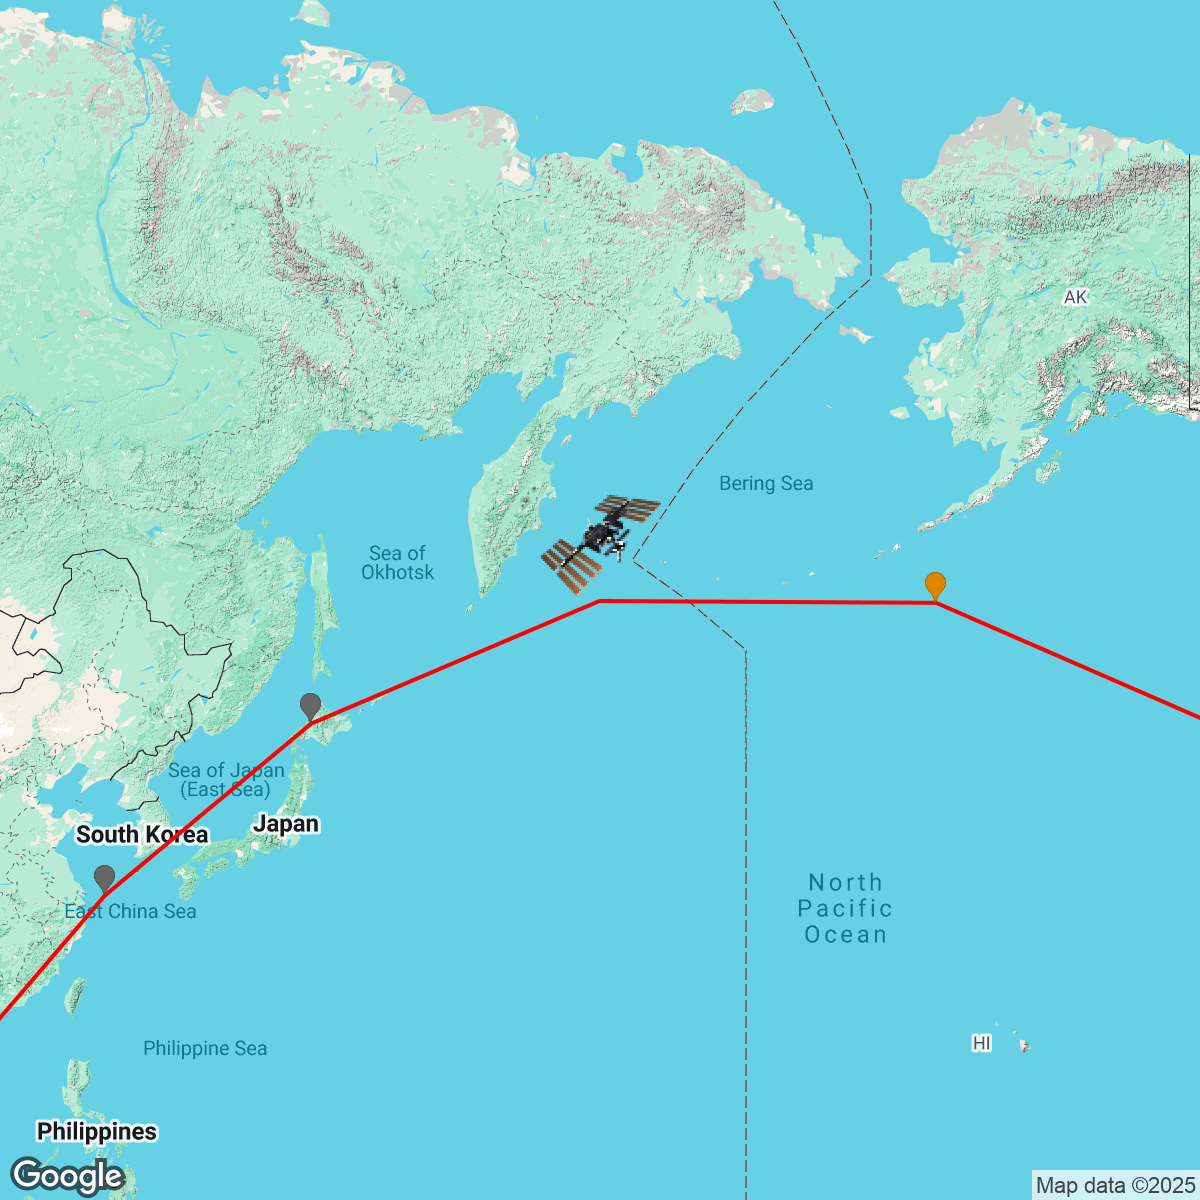 AK
Bering Sea
Sea of
Okhotsk
Sea of Japan
(East Sea)
South Korea
Japan
East China Sea
North
Pacific
Ocean
Philippine Sea
HI
Philippines
Google
Map data ©2025